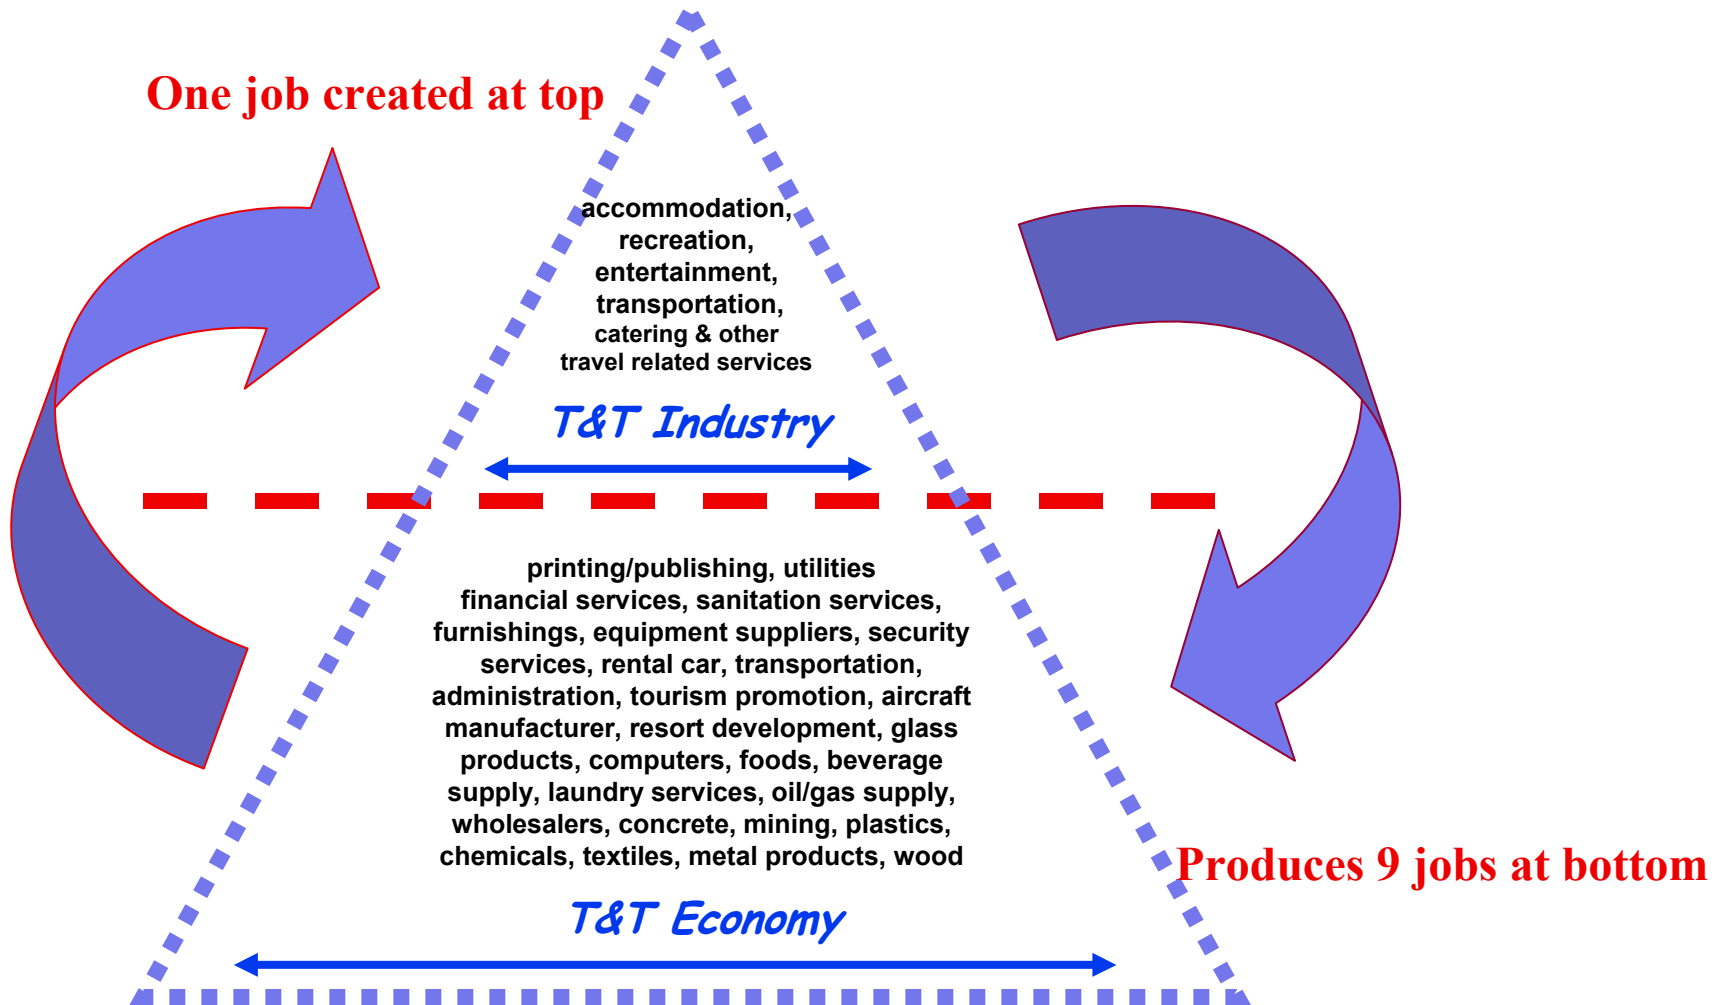 One job created at top
accommodation,
recreation,
entertainment,
transportation,
catering & other
travel related services
T&T Industry
printing/publishing, utilities
financial services, sanitation services,
furnishings, equipment suppliers, security
services, rental car, transportation,
administration, tourism promotion, aircraft
manufacturer, resort development, glass
products, computers, foods, beverage
supply, laundry services, oil/gas supply,
wholesalers, concrete, mining, plastics,
chemicals, textiles, metal products, wood
Produces 9 jobs at bottom
T&T Economy